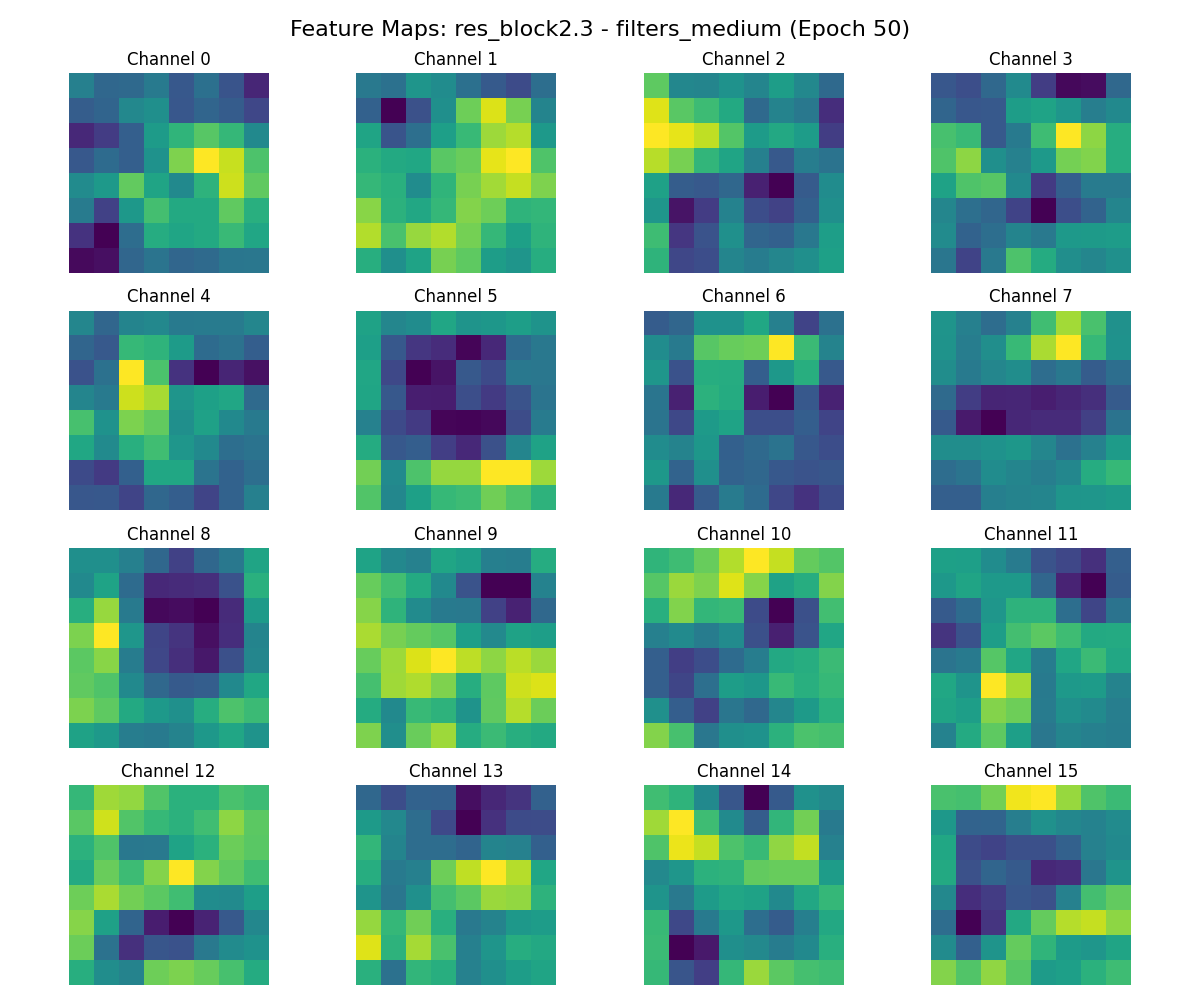 Feature Maps: res_block2.3 - filters_medium (Epoch 50)
Channel 0 Channel 1 Channel 2 Channel 3
Channel 4 Channel 5 Channel 6 Channel 7
Channel 8 Channel 9 Channel 10 Channel 11
Channel 12 Channel 13 Channel 14 Channel 15